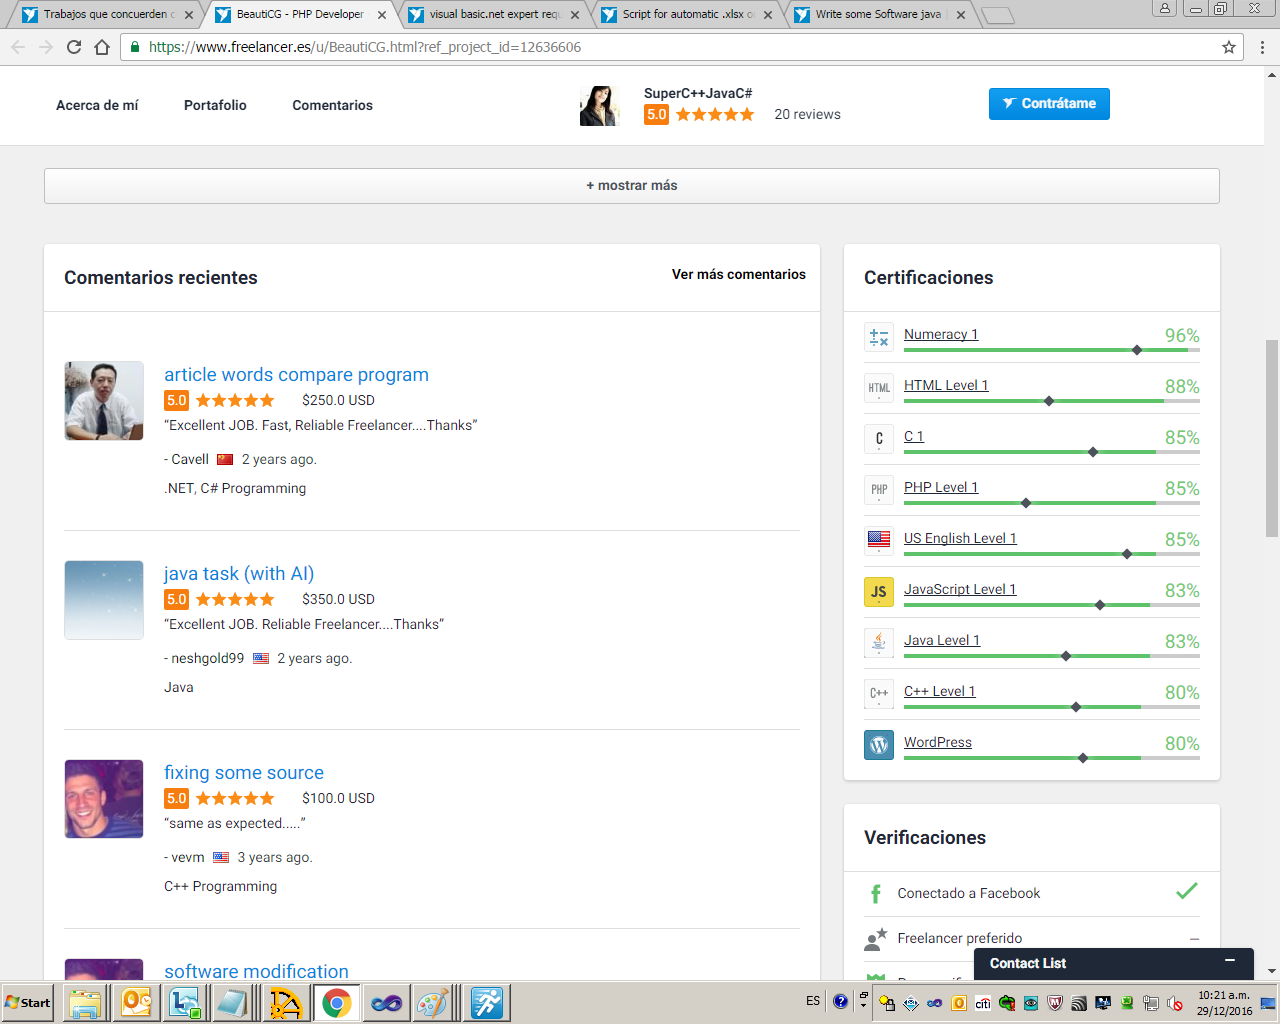 Trabajos que concuerden c
BeautiCG - PHP Developer
visual basic.net expert requ
Script for automatic .xlsx o
Write some Software java
https://www.freelancer.es/u/BeautiCG.html?ref_project_id=12636606
Acerca de mí
Portafolio
Comentarios
SuperC++JavaC#
5.0
20 reviews
Contrátame
+ mostrar más
Comentarios recientes
Ver más comentarios
article words compare program
5.0 $250.0 USD
“Excellent JOB. Fast, Reliable Freelancer....Thanks”
- Cavell 2 years ago.
.NET, C# Programming
java task (with AI)
5.0 $350.0 USD
“Excellent JOB. Reliable Freelancer....Thanks”
- neshgold99 2 years ago.
Java
fixing some source
5.0 $100.0 USD
“same as expected.....”
- vevm 3 years ago.
C++ Programming
software modification
Certificaciones
Numeracy 1 96%
HTML HTML Level 1 88%
C C 1 85%
PHP PHP Level 1 85%
US English Level 1 85%
JS JavaScript Level 1 83%
Java Level 1 83%
C++ C++ Level 1 80%
WordPress 80%
Verificaciones
Conectado a Facebook
Freelancer preferido
Contact List
Start
ES
citi
10:21 a.m.
29/12/2016